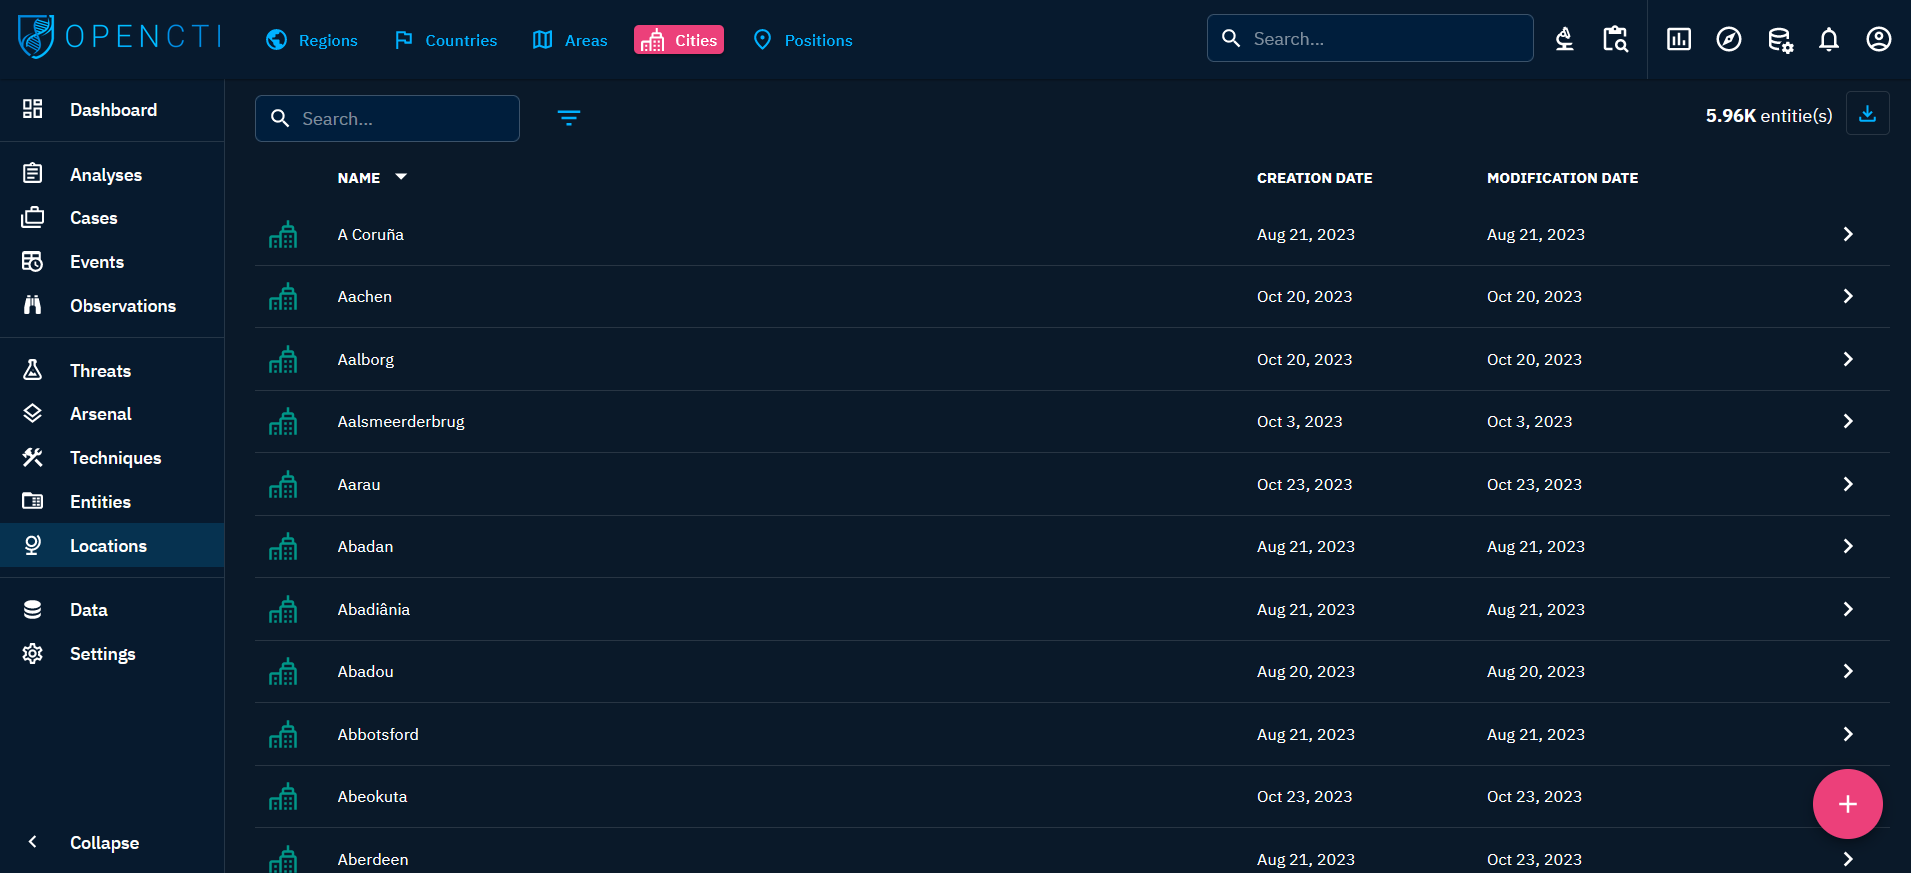 OPENCTI
Regions
Countries
Areas
Cities
Positions
Search...
Dashboard
Analyses
Cases
Events
Observations
Threats
Arsenal
Techniques
Entities
Locations
Data
Settings
Collapse
Search...
5.96K entitie(s)
NAME CREATION DATE MODIFICATION DATE
A Coruña Aug 21, 2023 Aug 21, 2023
Aachen Oct 20, 2023 Oct 20, 2023
Aalborg Oct 20, 2023 Oct 20, 2023
Aalsmeerderbrug Oct 3, 2023 Oct 3, 2023
Aarau Oct 23, 2023 Oct 23, 2023
Abadan Aug 21, 2023 Aug 21, 2023
Abadiânia Aug 21, 2023 Aug 21, 2023
Abadou Aug 20, 2023 Aug 20, 2023
Abbotsford Aug 21, 2023 Aug 21, 2023
Abeokuta Oct 23, 2023 Oct 23, 2023
Aberdeen Aug 21, 2023 Oct 23, 2023